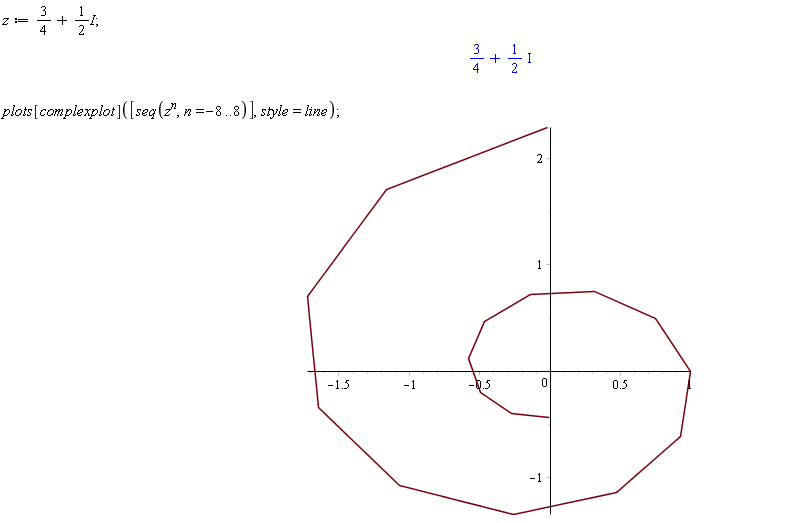 z := 3/4 + 1/2 I;
3/4 + 1/2 I
plots[complexplot]([seq(z^n, n = -8 .. 8)], style = line);
2
1
-1.5 -1 -0.5 0 0.5 1
-1